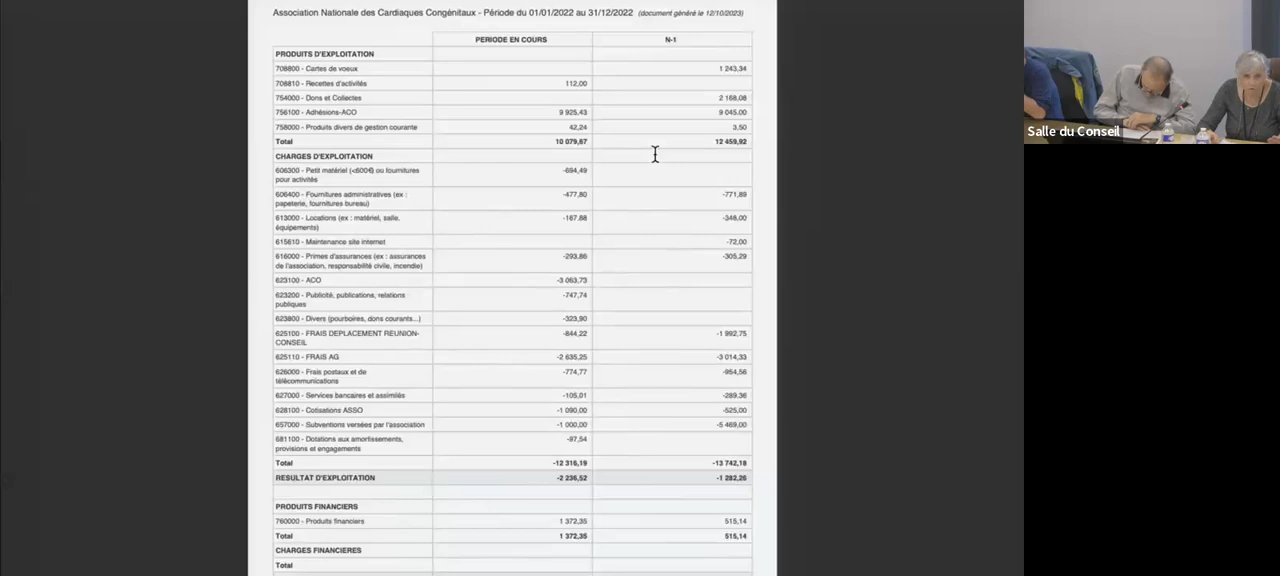 Association Nationale des Cardiaques Congénitaux - Période du 01/01/2022 au 31/12/2022 (document généré le 12/10/2023)
PERIODE EN COURS N-1
PRODUITS D'EXPLOITATION
708800 - Cartes de voeux 1 243,34
708810 - Recettes d'activités 112,00
754000 - Dons et Collectes 2 168,08
756100 - Adhésions-ACO 9 925,43 9 045,00
758000 - Produits divers de gestion courante 42,24 3,50
Total 10 079,67 12 459,92
CHARGES D'EXPLOITATION
606300 - Petit matériel (<600€) ou fournitures
pour activités -694,49
606400 - Fournitures administratives (ex :
papeterie, fournitures bureau) -477,80 -771,89
613000 - Locations (ex : matériel, salle,
équipements) -167,88 -348,00
615610 - Maintenance site internet -72,00
616000 - Primes d'assurances (ex : assurances
de l'association, responsabilité civile, incendie) -293,86 -305,29
623100 - ACO -3 063,73
623200 - Publicité, publications, relations
publiques -747,74
623800 - Divers (pourboires, dons courants...) -323,90
625100 - FRAIS DEPLACEMENT REUNION-
CONSEIL -844,22 -1 992,75
625110 - FRAIS AG -2 635,25 -3 014,33
626000 - Frais postaux et de
télécommunications -774,77 -954,56
627000 - Services bancaires et assimilés -105,01 -289,36
628100 - Cotisations ASSO -1 090,00 -525,00
657000 - Subventions versées par l'association -1 000,00 -5 469,00
681100 - Dotations aux amortissements,
provisions et engagements -97,54
Total -12 316,19 -13 742,18
RESULTAT D'EXPLOITATION -2 236,52 -1 282,26
PRODUITS FINANCIERS
760000 - Produits financiers 1 372,35 515,14
Total 1 372,35 515,14
CHARGES FINANCIERES
Total
Salle du Conseil